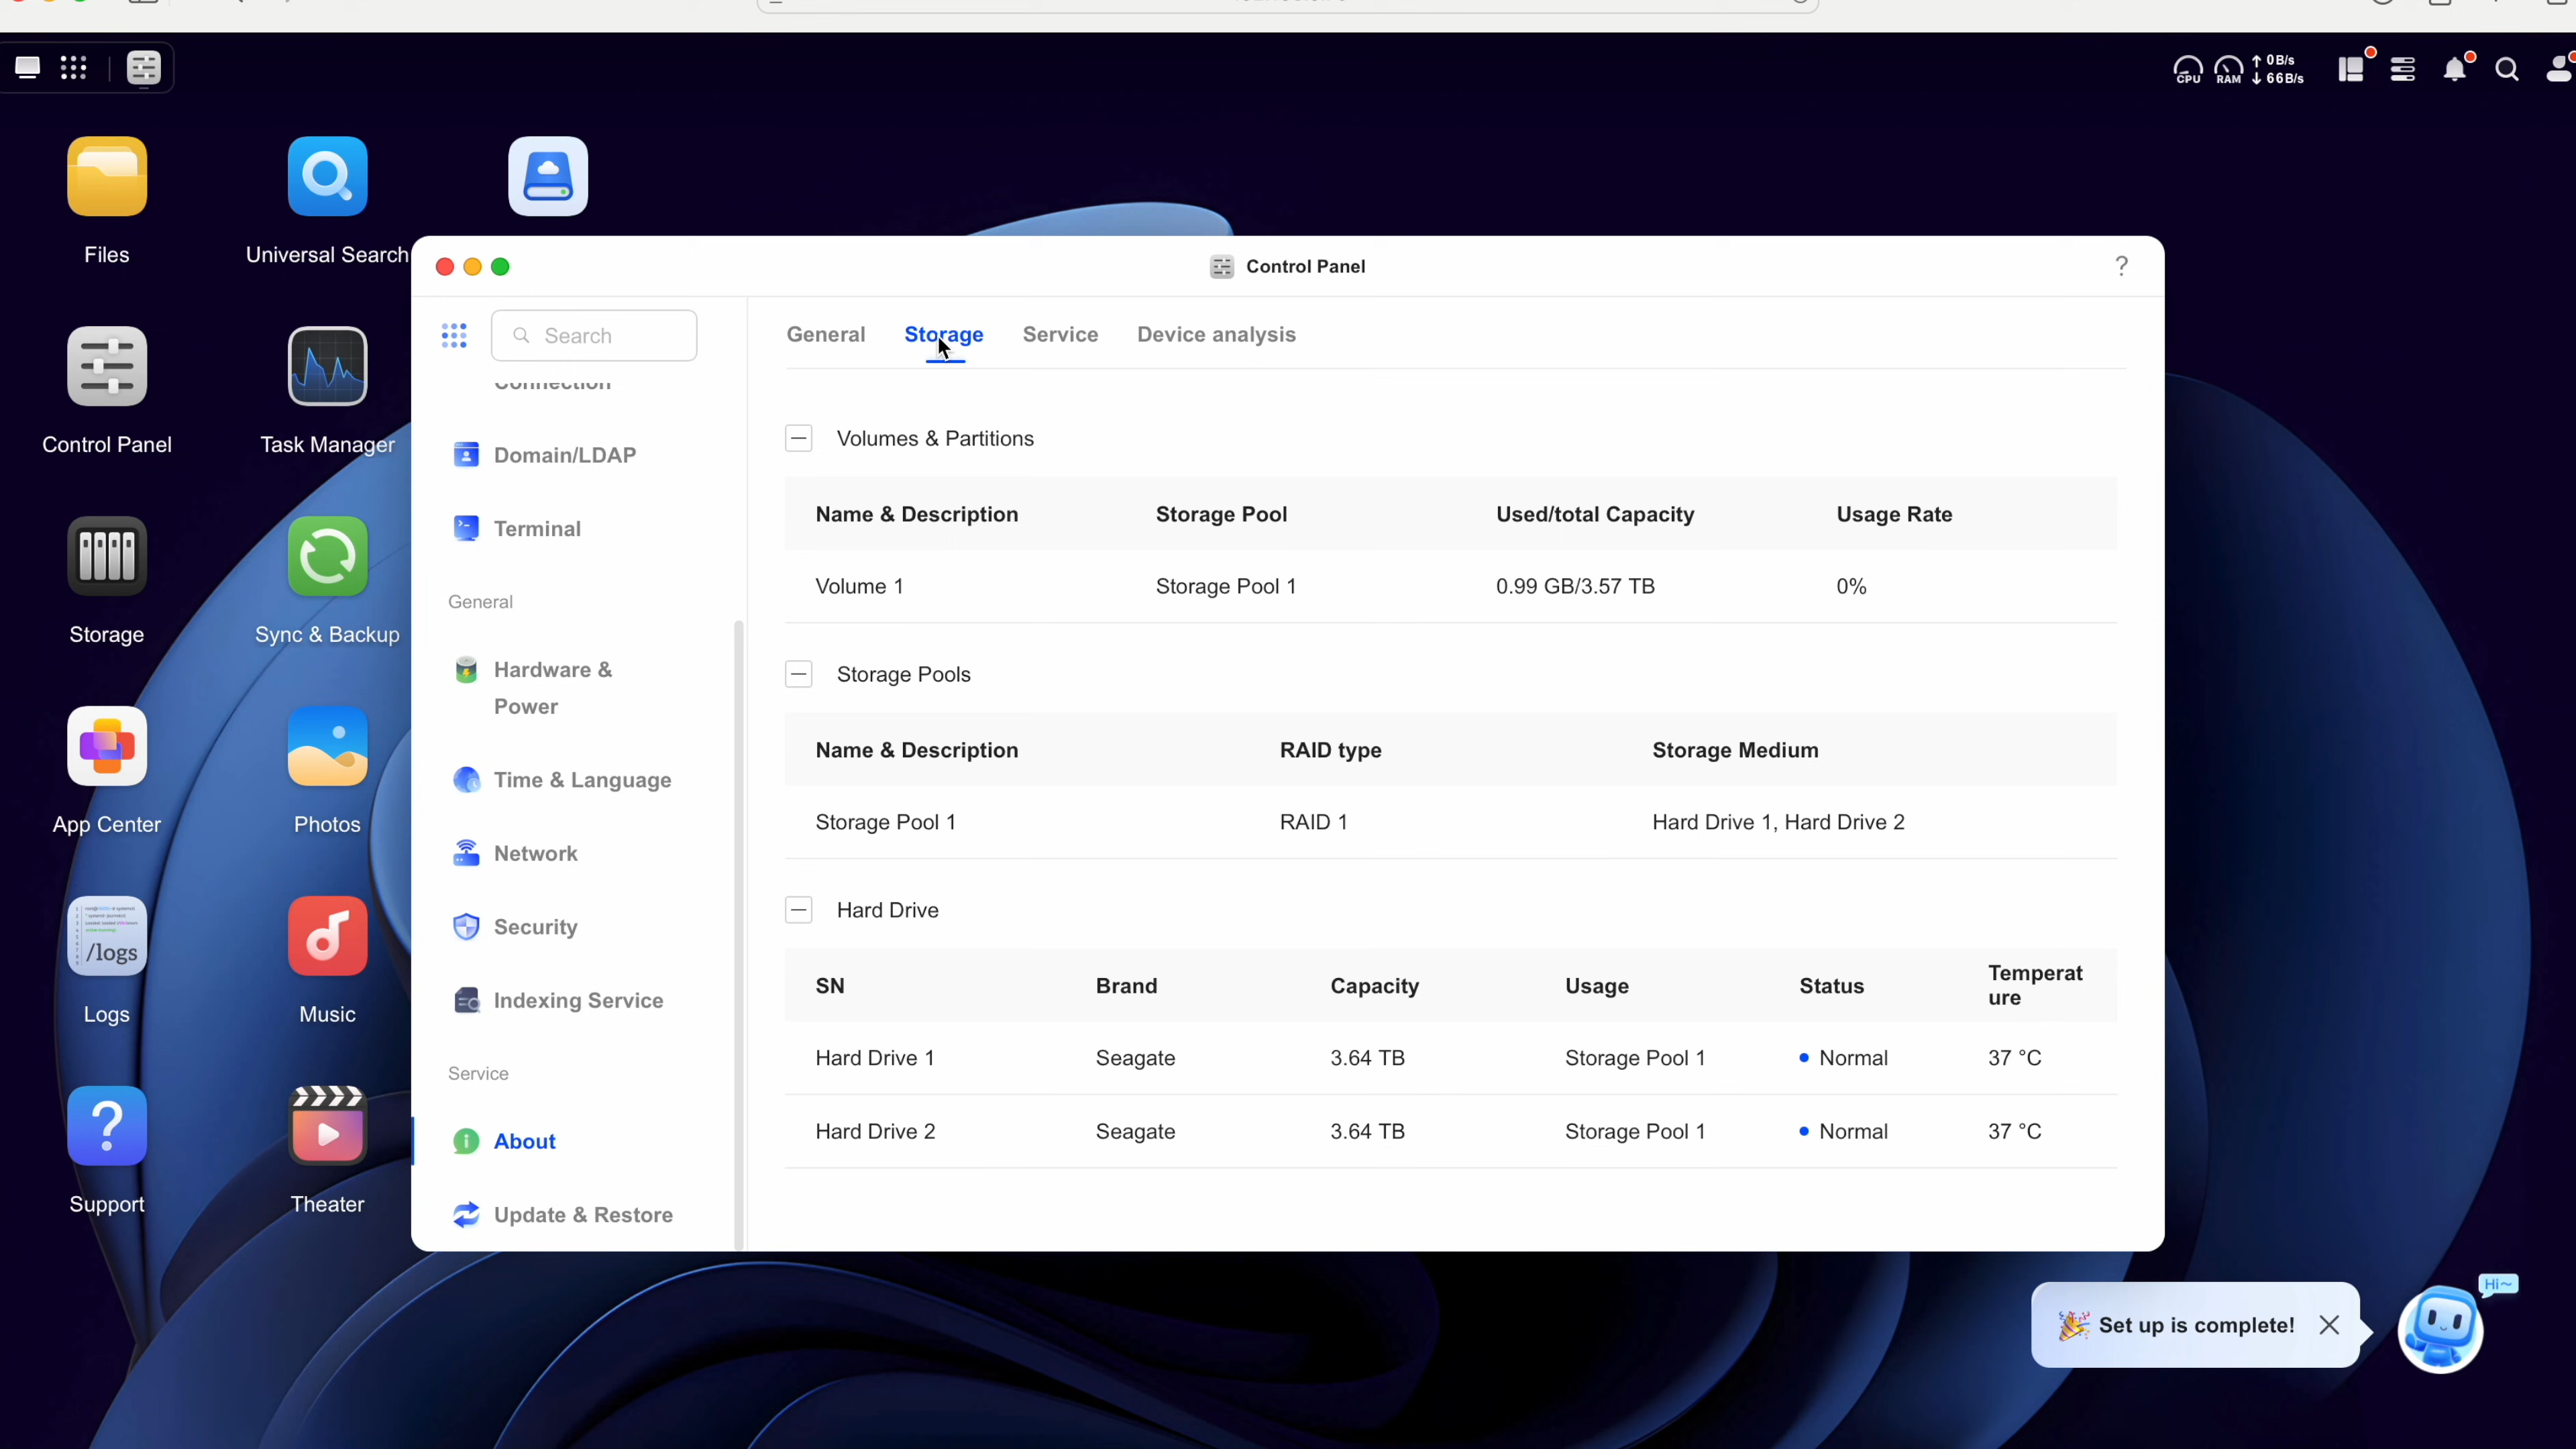 CPU
RAM
0B/s
66B/s
Files
Universal Search
Control Panel
Task Manager
Storage
Sync & Backup
App Center
Photos
/logs
Logs
Music
Support
Theater
Control Panel
?
Search
Connection
Domain/LDAP
Terminal
General
Hardware &
Power
Time & Language
Network
Security
Indexing Service
Service
About
Update & Restore
General
Storage
Service
Device analysis
Volumes & Partitions
Name & Description
Storage Pool
Used/total Capacity
Usage Rate
Volume 1
Storage Pool 1
0.99 GB/3.57 TB
0%
Storage Pools
Name & Description
RAID type
Storage Medium
Storage Pool 1
RAID 1
Hard Drive 1, Hard Drive 2
Hard Drive
SN
Brand
Capacity
Usage
Status
Temperat
ure
Hard Drive 1
Seagate
3.64 TB
Storage Pool 1
Normal
37 °C
Hard Drive 2
Seagate
3.64 TB
Storage Pool 1
Normal
37 °C
Set up is complete!
Hi~